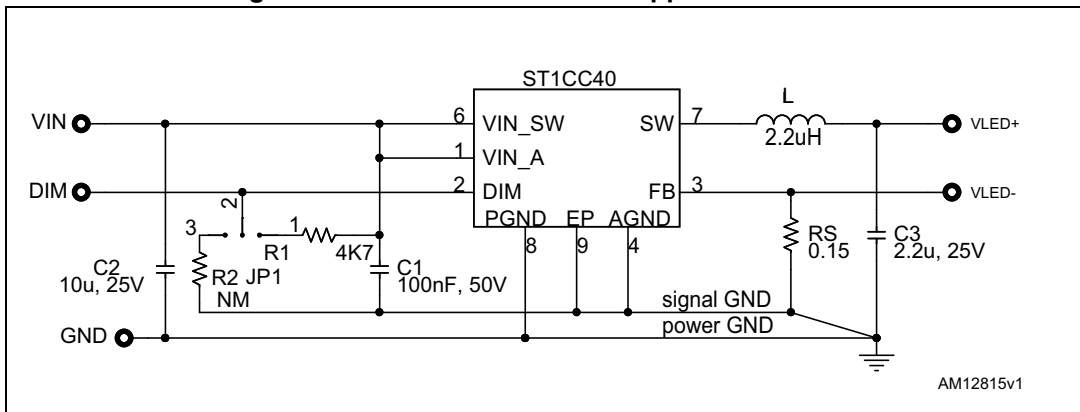 ST1CC40
VIN
6
VIN_SW
SW
7
L
2.2uH
VLED+
1
VIN_A
DIM
2
DIM
FB
3
VLED-
2
PGND
EP
AGND
3
1
R1
4K7
8
9
4
RS
0.15
C3
2.2u, 25V
C2
10u, 25V
R2
JP1
NM
C1
100nF, 50V
signal GND
power GND
GND
AM12815v1